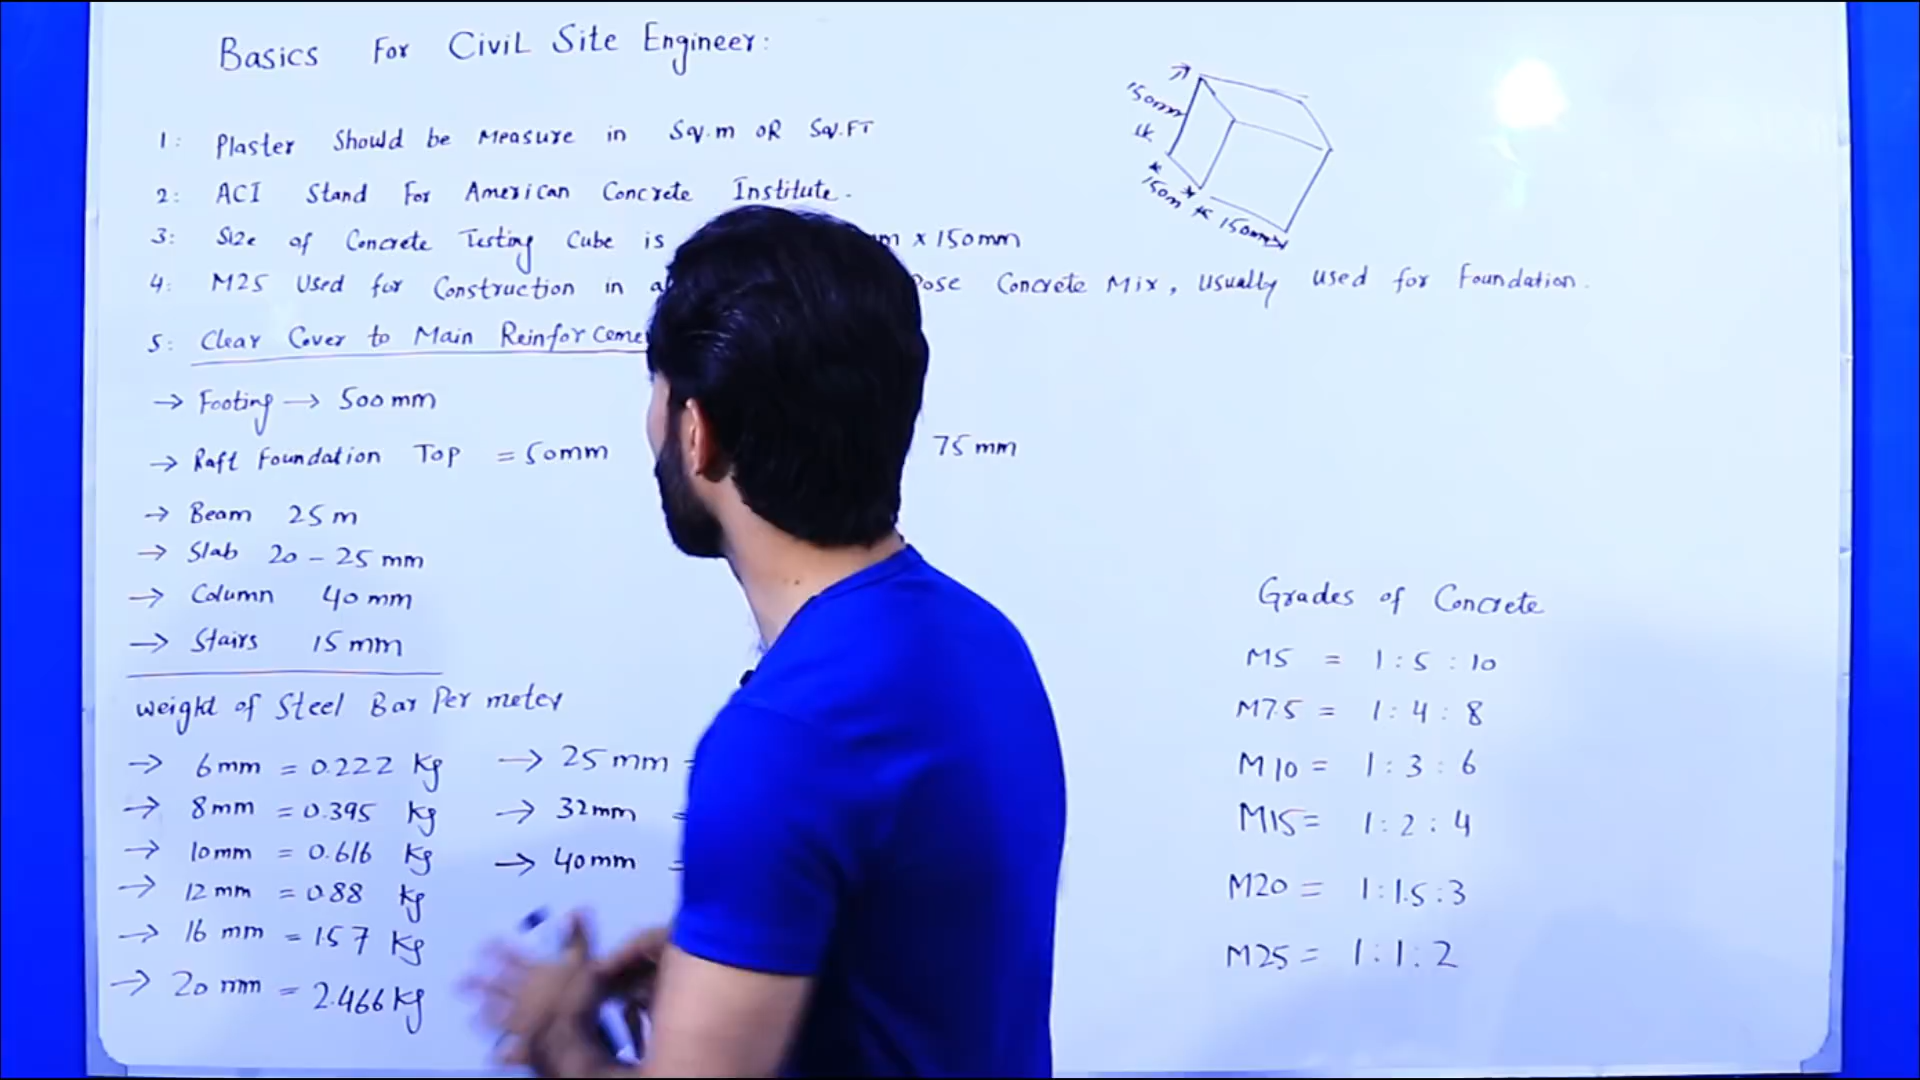 Basics For Civil Site Engineer:
1: Plaster Should be Measure in Sq.m OR Sq.FT
2: ACI Stand For American Concrete Institute.
3: Size of Concrete Testing Cube is m x 150mm
4: M25 Used for Construction in Concrete Mix, usually used for Foundation.
5: Clear Cover to Main
→ Footing → 500 mm
→ Raft Foundation Top = 50mm 75 mm
→ Beam 25 m
→ Slab 20 - 25 mm
→ Column 40 mm
→ Stairs 15 mm
Weight of Steel Bar Per meter
→ 6mm = 0.222 Kg
→ 8mm = 0.395 Kg
→ 10mm = 0.616 Kg
→ 12 mm = 0.88 Kg
→ 16 mm = 1.57 Kg
→ 20 mm = 2.466 Kg
→ 25 mm =
→ 32mm =
→ 40mm =
150mm
150m
150mm
Grades of Concrete
M5 = 1 : 5 : 10
M7.5 = 1 : 4 : 8
M10 = 1 : 3 : 6
M15 = 1 : 2 : 4
M20 = 1 : 1.5 : 3
M25 = 1 : 1 : 2